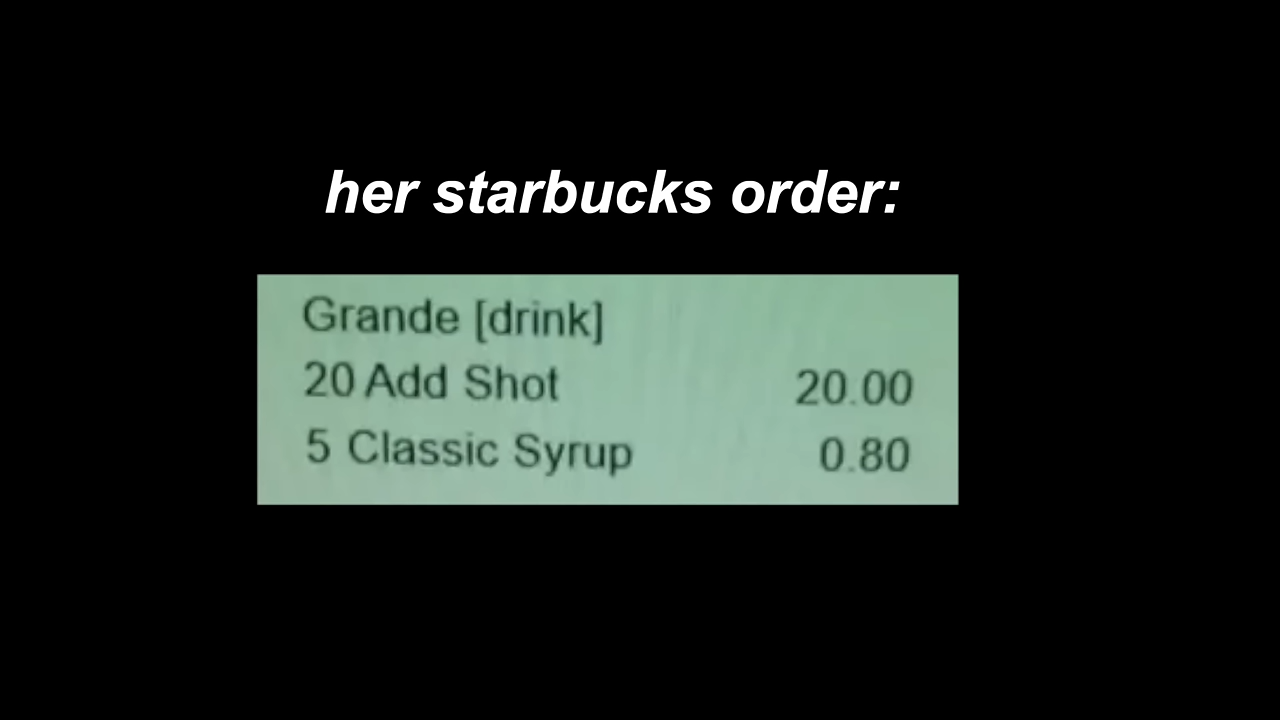 her starbucks order:
Grande [drink]
20 Add Shot 20.00
5 Classic Syrup 0.80